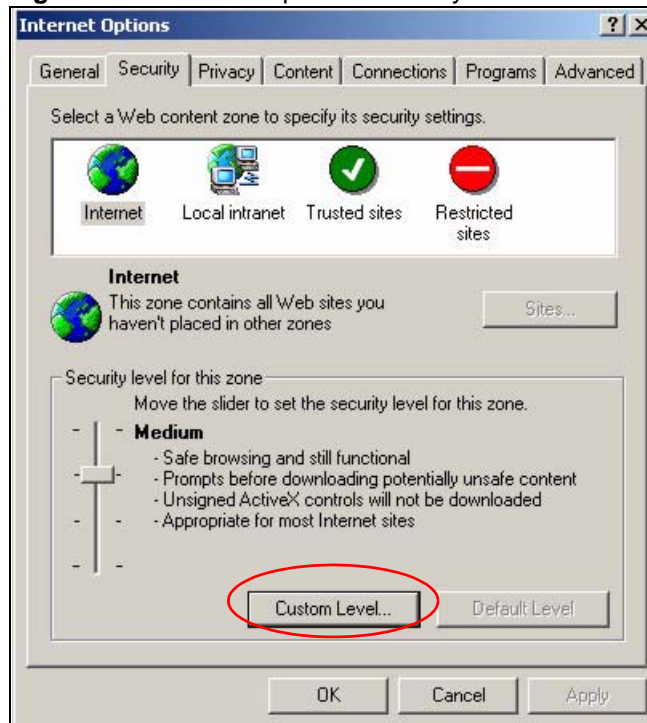 Internet Options
General Security Privacy Content Connections Programs Advanced
Select a Web content zone to specify its security settings.
Internet Local intranet Trusted sites Restricted sites
Internet
This zone contains all Web sites you
haven't placed in other zones
Sites...
Security level for this zone
Move the slider to set the security level for this zone.
Medium
- Safe browsing and still functional
- Prompts before downloading potentially unsafe content
- Unsigned ActiveX controls will not be downloaded
- Appropriate for most Internet sites
Custom Level... Default Level
OK Cancel Apply